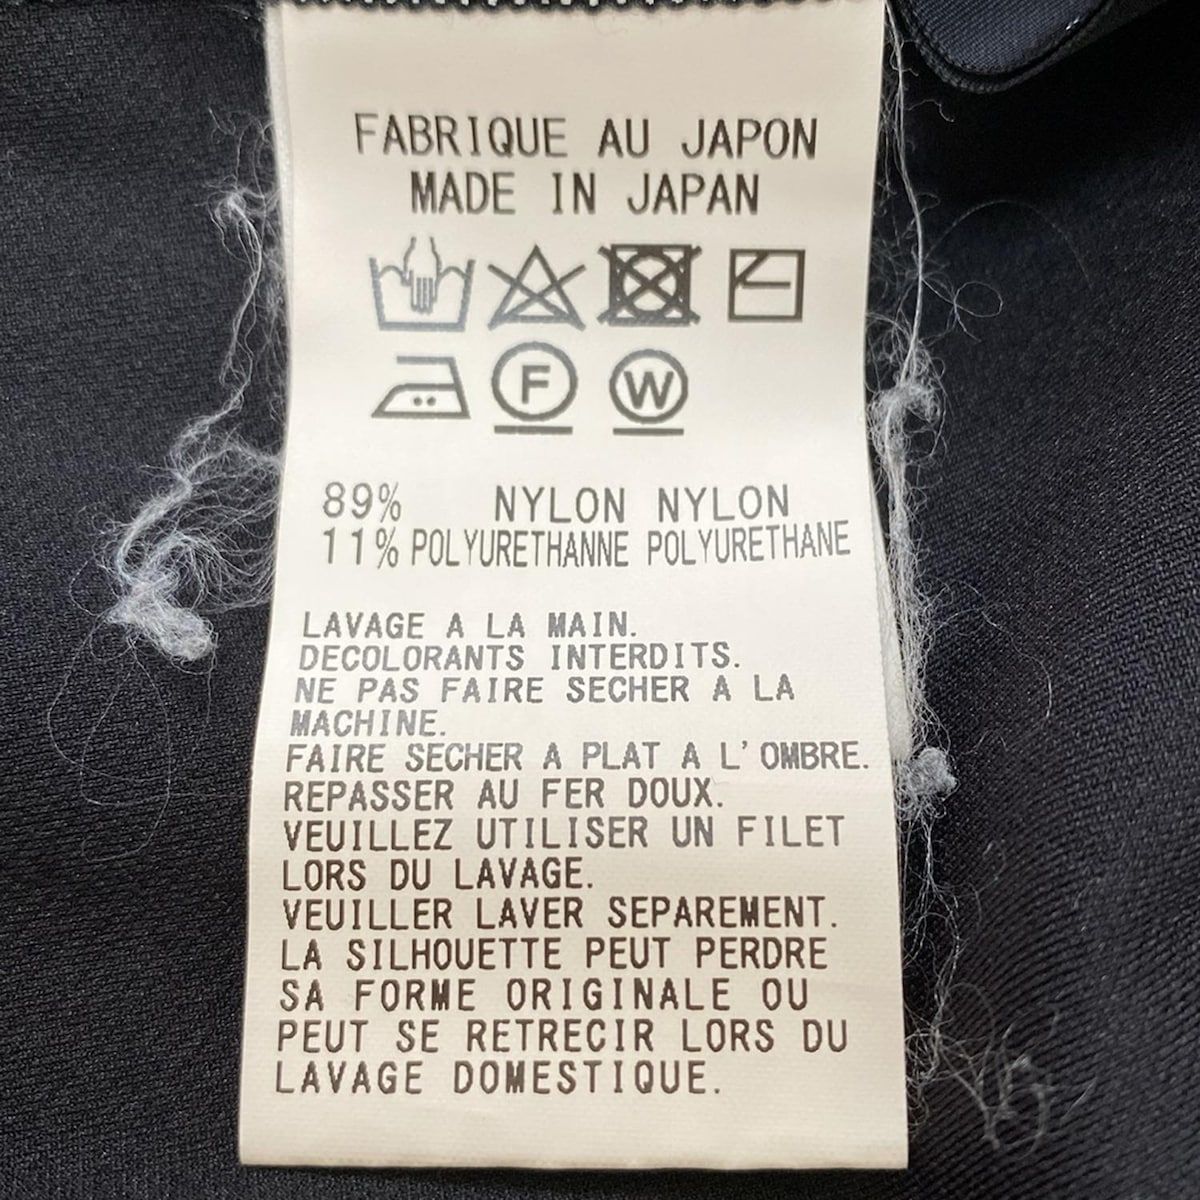 FABRIQUE AU JAPON
MADE IN JAPAN
F W
89% NYLON NYLON
11% POLYURETHANNE POLYURETHANE
LAVAGE A LA MAIN.
DECOLORANTS INTERDITS.
NE PAS FAIRE SECHER A LA
MACHINE.
FAIRE SECHER A PLAT A L'OMBRE.
REPASSER AU FER DOUX.
VEUILLEZ UTILISER UN FILET
LORS DU LAVAGE.
VEUILLER LAVER SEPAREMENT.
LA SILHOUETTE PEUT PERDRE
SA FORME ORIGINALE OU
PEUT SE RETRECIR LORS DU
LAVAGE DOMESTIQUE.